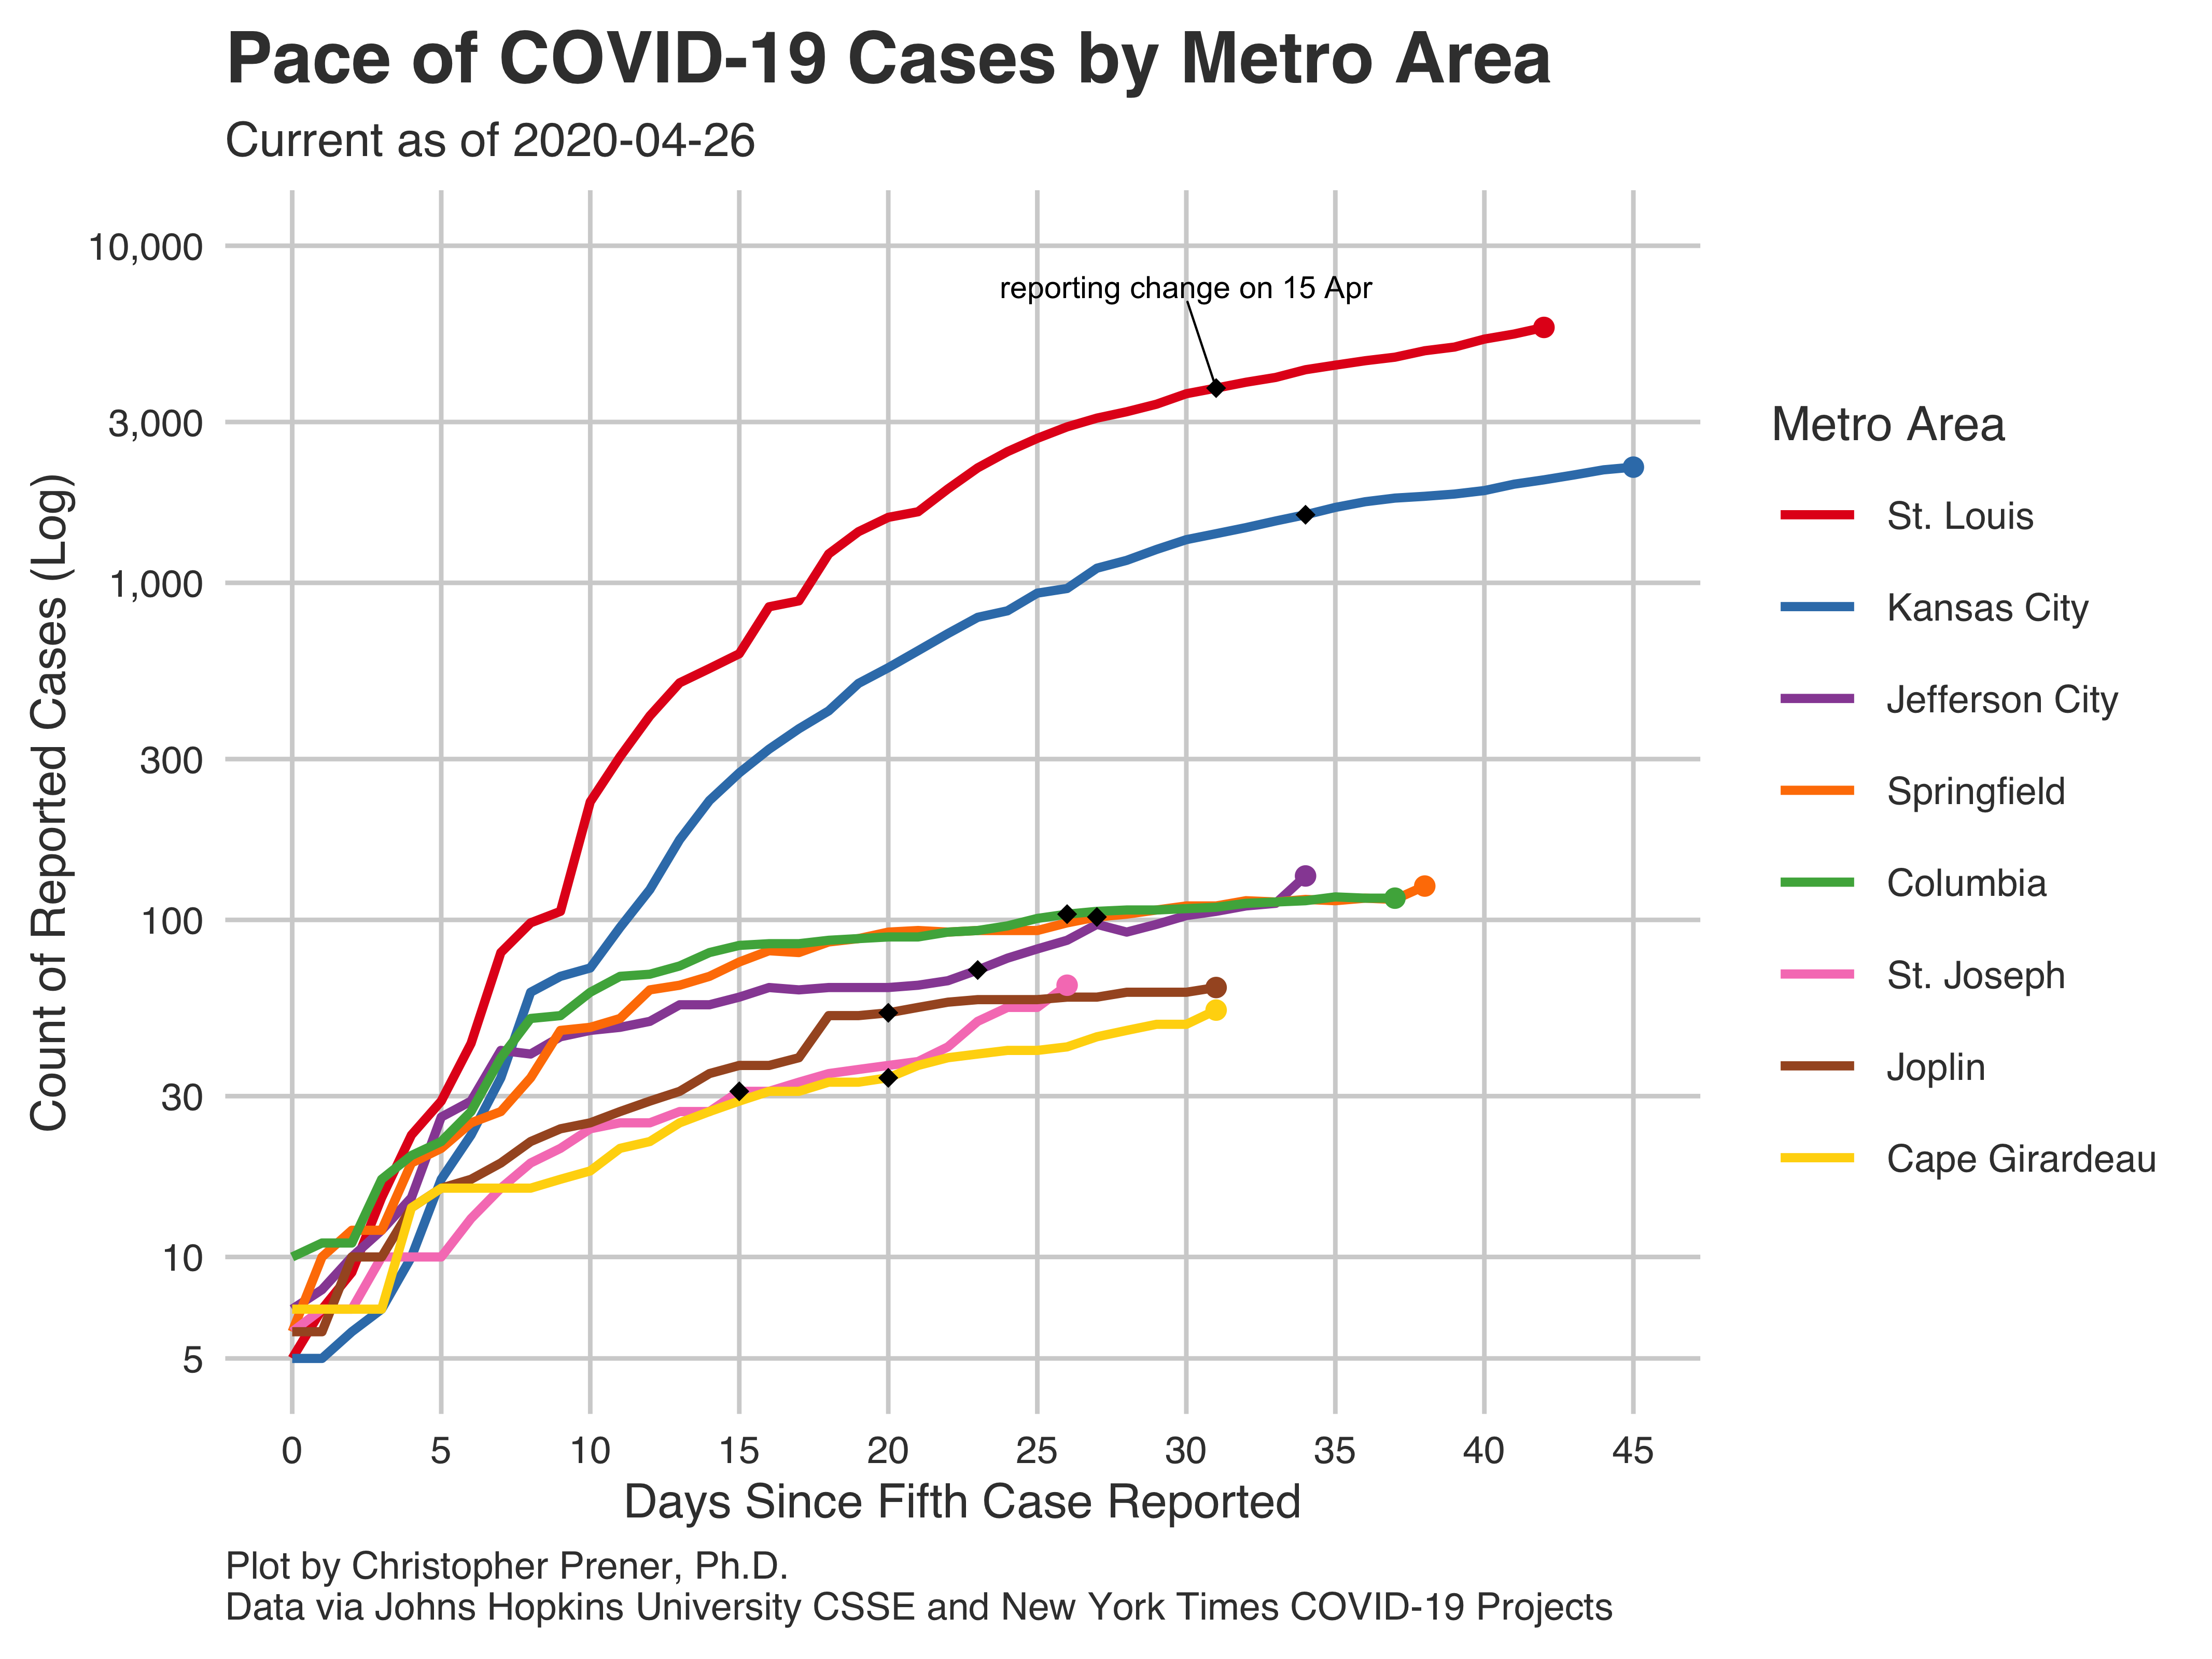 Pace of COVID-19 Cases by Metro Area
Current as of 2020-04-26
10,000
3,000
1,000
300
100
30
10
5
Count of Reported Cases (Log)
reporting change on 15 Apr
0 5 10 15 20 25 30 35 40 45
Days Since Fifth Case Reported
Metro Area
St. Louis
Kansas City
Jefferson City
Springfield
Columbia
St. Joseph
Joplin
Cape Girardeau
Plot by Christopher Prener, Ph.D.
Data via Johns Hopkins University CSSE and New York Times COVID-19 Projects